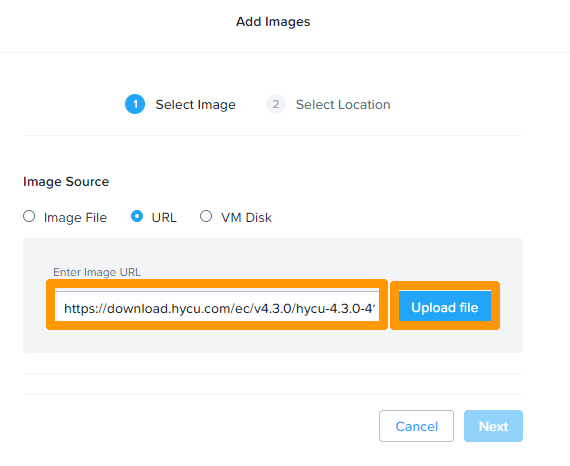 Add Images
1 Select Image 2 Select Location
Image Source
Image File URL VM Disk
Enter Image URL
https://download.hycu.com/ec/v4.3.0/hycu-4.3.0-4 Upload file
Cancel Next